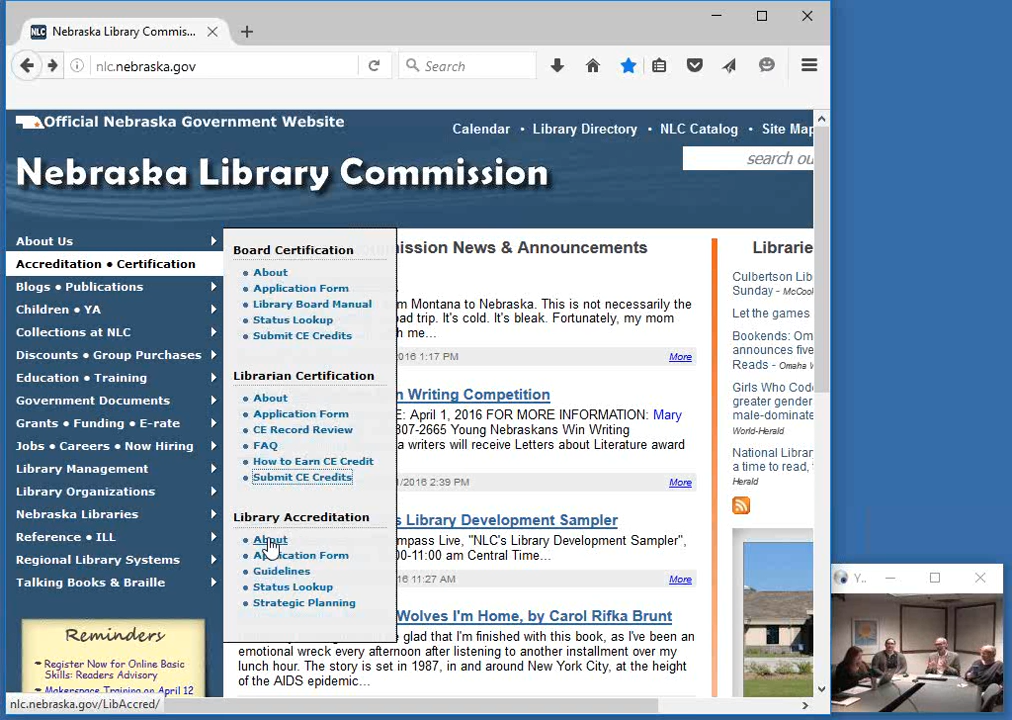 NLC Nebraska Library Commis...
nlc.nebraska.gov
Search
Official Nebraska Government Website
Calendar • Library Directory • NLC Catalog • Site Map
search ou
Nebraska Library Commission
About Us
Accreditation • Certification
Blogs • Publications
Children • YA
Collections at NLC
Discounts • Group Purchases
Education • Training
Government Documents
Grants • Funding • E-rate
Jobs • Careers • Now Hiring
Library Management
Library Organizations
Nebraska Libraries
Reference • ILL
Regional Library Systems
Talking Books & Braille
Reminders
Register Now for Online Basic
Skills: Readers Advisory
Makerspace Training on April 12
Board Certification
About
Application Form
Library Board Manual
Status Lookup
Submit CE Credits
Librarian Certification
About
Application Form
CE Record Review
FAQ
How to Earn CE Credit
Submit CE Credits
Library Accreditation
About
Application Form
Guidelines
Status Lookup
Strategic Planning
mission News & Announcements
m Montana to Nebraska. This is not necessarily the
oad trip. It's cold. It's bleak. Fortunately, my mom
h me...
2016 1:17 PM More
n Writing Competition
E: April 1, 2016 FOR MORE INFORMATION: Mary
307-2665 Young Nebraskans Win Writing
a writers will receive Letters about Literature award
/2016 2:39 PM More
s Library Development Sampler
mpass Live, "NLC's Library Development Sampler",
:00-11:00 am Central Time...
2016 11:27 AM More
Wolves I'm Home, by Carol Rifka Brunt
glad that I'm finished with this book, as I've been an
emotional wreck every afternoon after listening to another installment over my
lunch hour. The story is set in 1987, in and around New York City, at the height
of the AIDS epidemic...
Librarie
Culbertson Lib
Sunday - McCook
Let the games
Bookends: Om
announces five
Reads - Omaha W
Girls Who Code
greater gender
male-dominate
World-Herald
National Library
a time to read,
Herald
nlc.nebraska.gov/LibAccred/
Y...